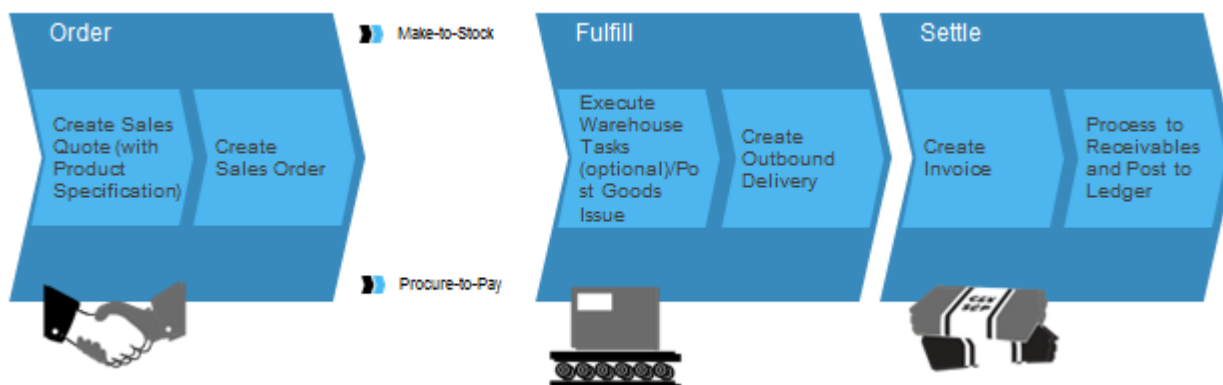 Order
Create Sales
Quote (with
Product
Specification)
Create
Sales Order
Make-to-Stock
Procure-to-Pay
Fulfill
Execute
Warehouse
Tasks
(optional)/Po
st Goods
Issue
Create
Outbound
Delivery
Settle
Create
Invoice
Process to
Receivables
and Post to
Ledger